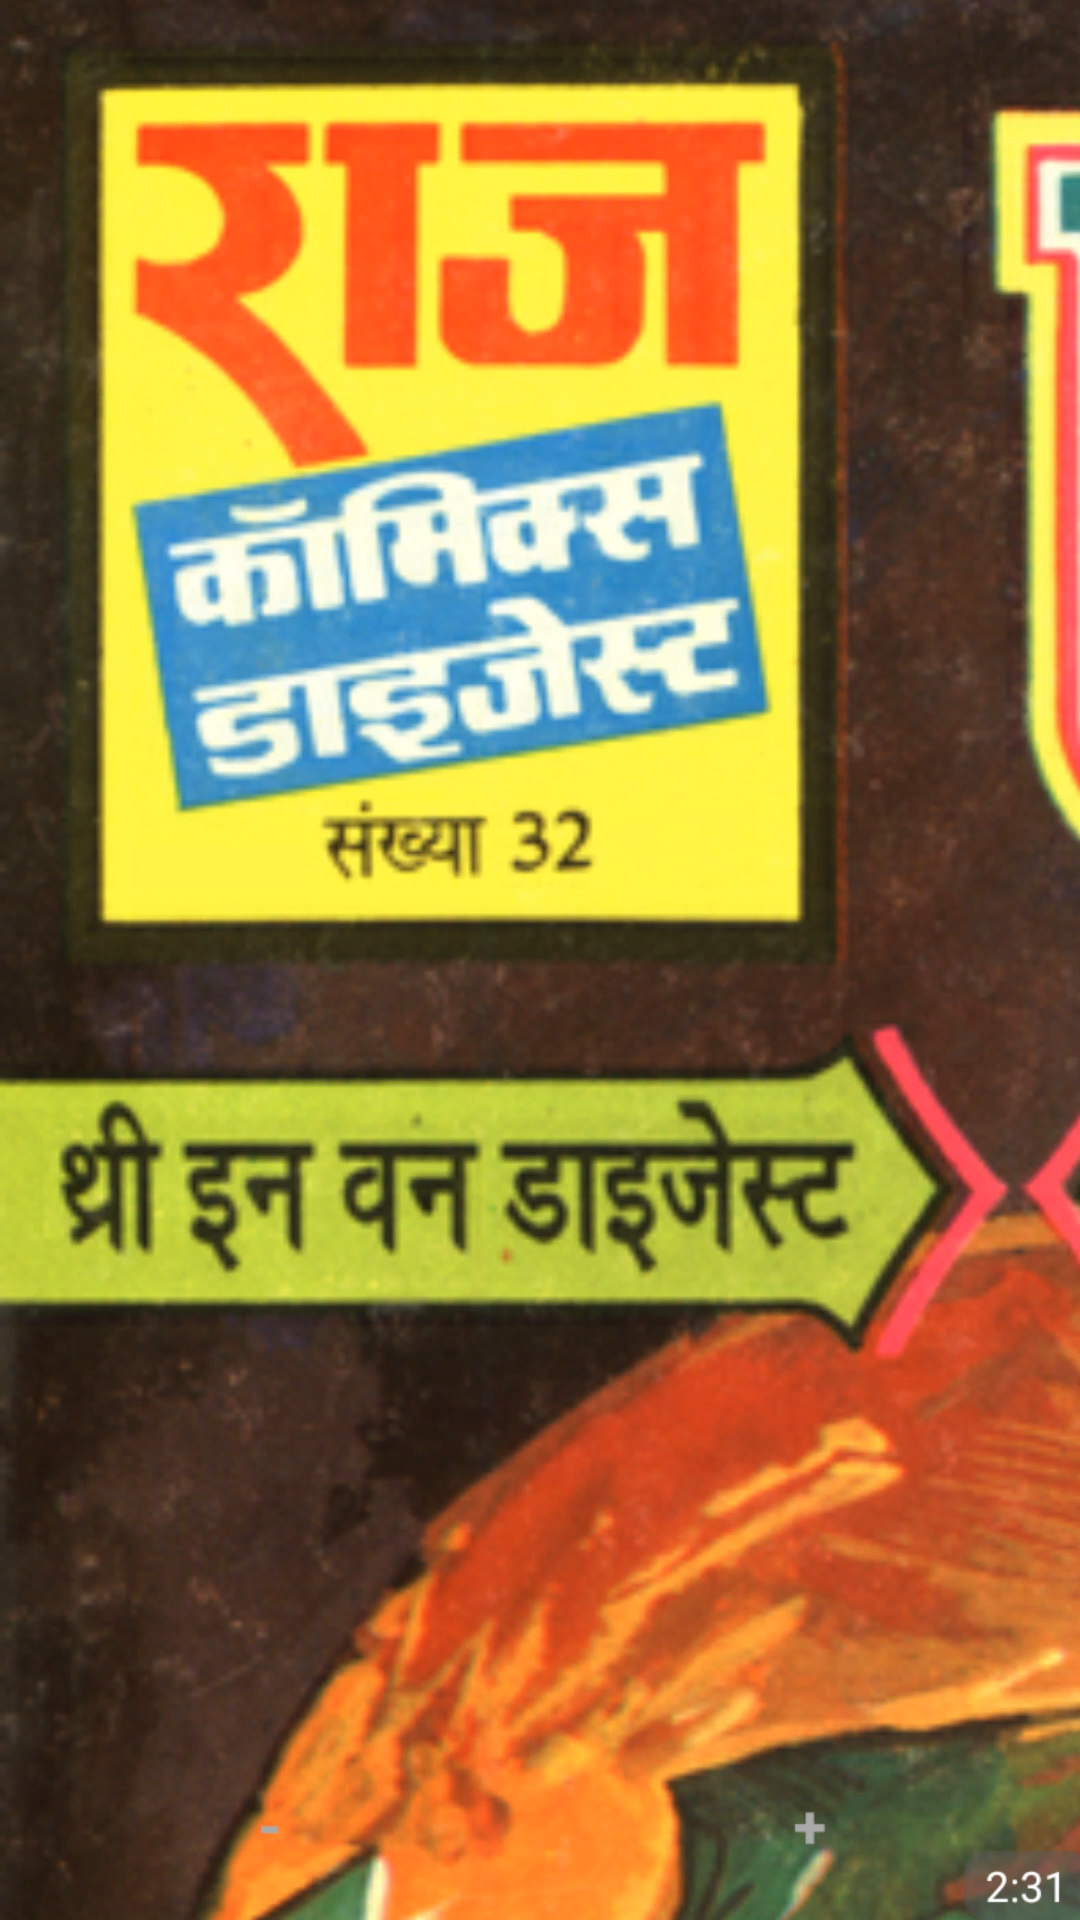 राज
कॉमिक्स
डाइजेस्ट
संख्या 32
थ्री इन वन डाइजेस्ट
-
+
2:31